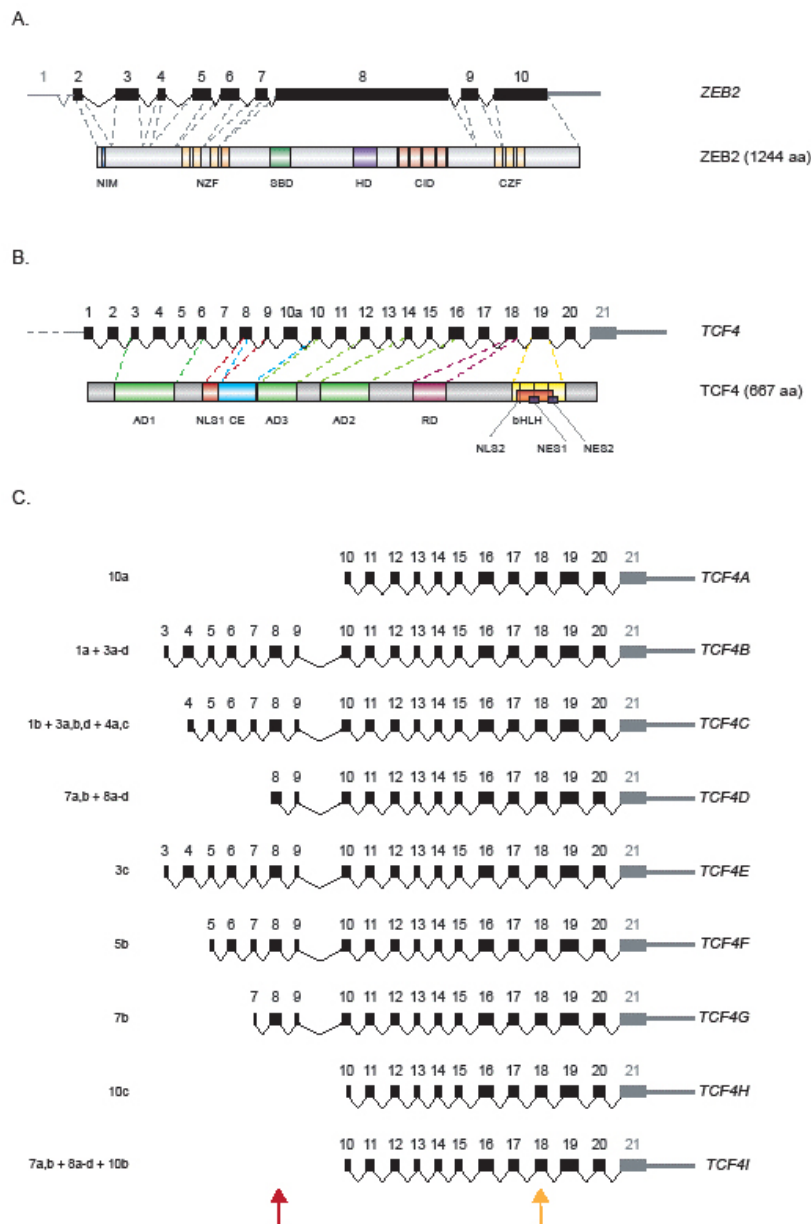 A.
1 2 3 4 5 6 7 8 9 10 ZEB2
ZEB2 (1244 aa)
NIM NZF SBD HD CID CZF
B.
1 2 3 4 5 6 7 8 9 10a 10 11 12 13 14 15 16 17 18 19 20 21
TCF4
TCF4 (667 aa)
AD1 NLS1 CE AD3 AD2 RD bHLH
NLS2 NES1 NES2
C.
10 11 12 13 14 15 16 17 18 19 20 21
10a TCF4A
3 4 5 6 7 8 9 10 11 12 13 14 15 16 17 18 19 20 21
1a + 3a-d TCF4B
4 5 6 7 8 9 10 11 12 13 14 15 16 17 18 19 20 21
1b + 3a,b,d + 4a,c TCF4C
8 9 10 11 12 13 14 15 16 17 18 19 20 21
7a,b + 8a-d TCF4D
3 4 5 6 7 8 9 10 11 12 13 14 15 16 17 18 19 20 21
3c TCF4E
5 6 7 8 9 10 11 12 13 14 15 16 17 18 19 20 21
5b TCF4F
7 8 9 10 11 12 13 14 15 16 17 18 19 20 21
7b TCF4G
10 11 12 13 14 15 16 17 18 19 20 21
10c TCF4H
10 11 12 13 14 15 16 17 18 19 20 21
7a,b + 8a-d + 10b TCF4I